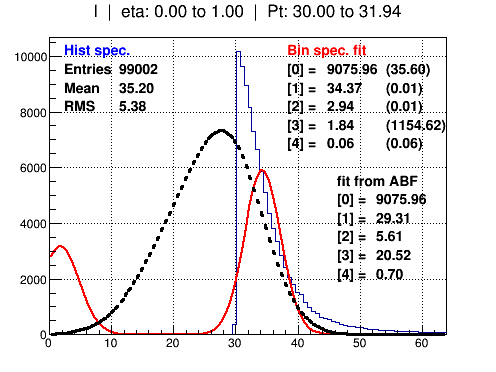 I | eta: 0.00 to 1.00 | Pt: 30.00 to 31.94
Hist spec.
Entries 99002
Mean 35.20
RMS 5.38
Bin spec. fit
[0] = 9075.96 (35.60)
[1] = 34.37 (0.01)
[2] = 2.94 (0.01)
[3] = 1.84 (1154.62)
[4] = 0.06 (0.06)
fit from ABF
[0] = 9075.96
[1] = 29.31
[2] = 5.61
[3] = 20.52
[4] = 0.70
10000
8000
6000
4000
2000
0
0 10 20 30 40 50 60